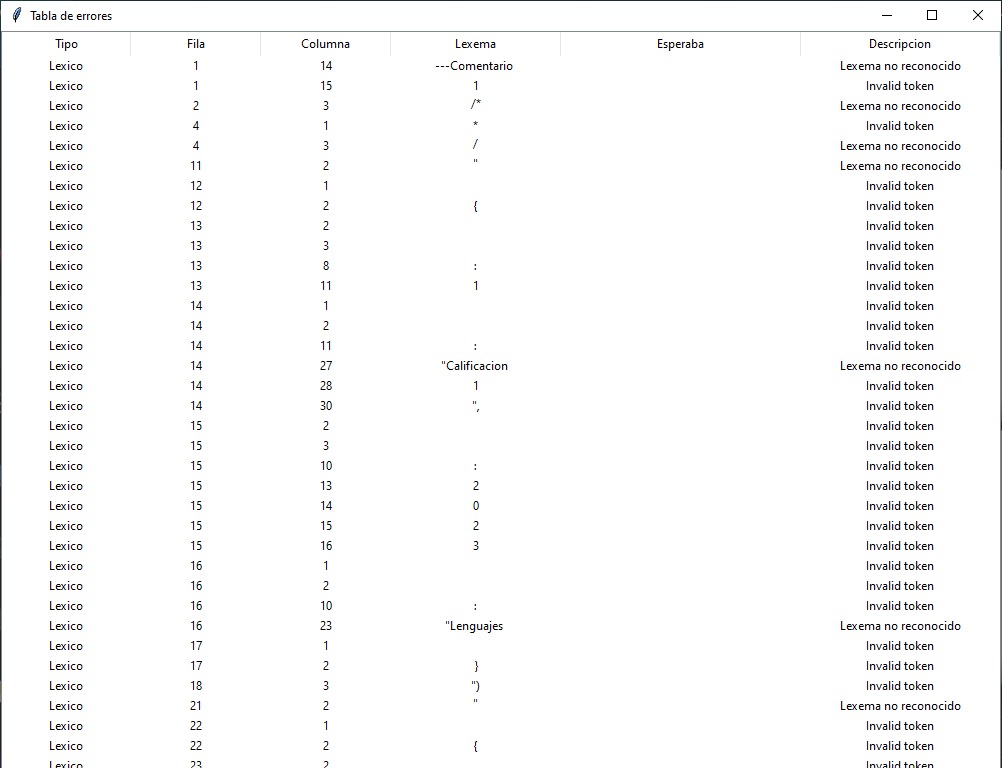 Tabla de errores
Tipo Fila Columna Lexema Esperaba Descripcion
Lexico 1 14 ---Comentario Lexema no reconocido
Lexico 1 15 1 Invalid token
Lexico 2 3 /* Lexema no reconocido
Lexico 4 1 * Invalid token
Lexico 4 3 / Lexema no reconocido
Lexico 11 2 " Lexema no reconocido
Lexico 12 1 Invalid token
Lexico 12 2 { Invalid token
Lexico 13 2 Invalid token
Lexico 13 3 Invalid token
Lexico 13 8 : Invalid token
Lexico 13 11 1 Invalid token
Lexico 14 1 Invalid token
Lexico 14 2 Invalid token
Lexico 14 11 : Invalid token
Lexico 14 27 "Calificacion Lexema no reconocido
Lexico 14 28 1 Invalid token
Lexico 14 30 ", Invalid token
Lexico 15 2 Invalid token
Lexico 15 3 Invalid token
Lexico 15 10 : Invalid token
Lexico 15 13 2 Invalid token
Lexico 15 14 0 Invalid token
Lexico 15 15 2 Invalid token
Lexico 15 16 3 Invalid token
Lexico 16 1 Invalid token
Lexico 16 2 Invalid token
Lexico 16 10 : Invalid token
Lexico 16 23 "Lenguajes Lexema no reconocido
Lexico 17 1 Invalid token
Lexico 17 2 } Invalid token
Lexico 18 3 ") Invalid token
Lexico 21 2 " Lexema no reconocido
Lexico 22 1 Invalid token
Lexico 22 2 { Invalid token
Lexico 23 2 Invalid token